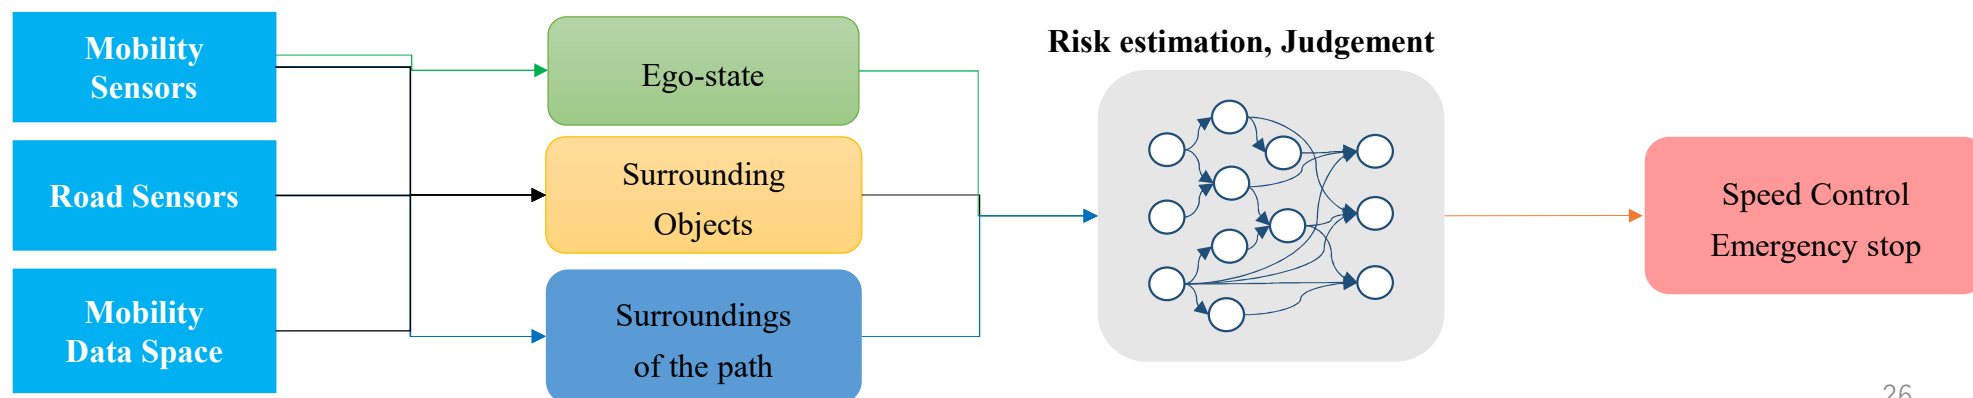 Mobility
Sensors
Road Sensors
Mobility
Data Space
Ego-state
Surrounding
Objects
Surroundings
of the path
Risk estimation, Judgement
Speed Control
Emergency stop
26